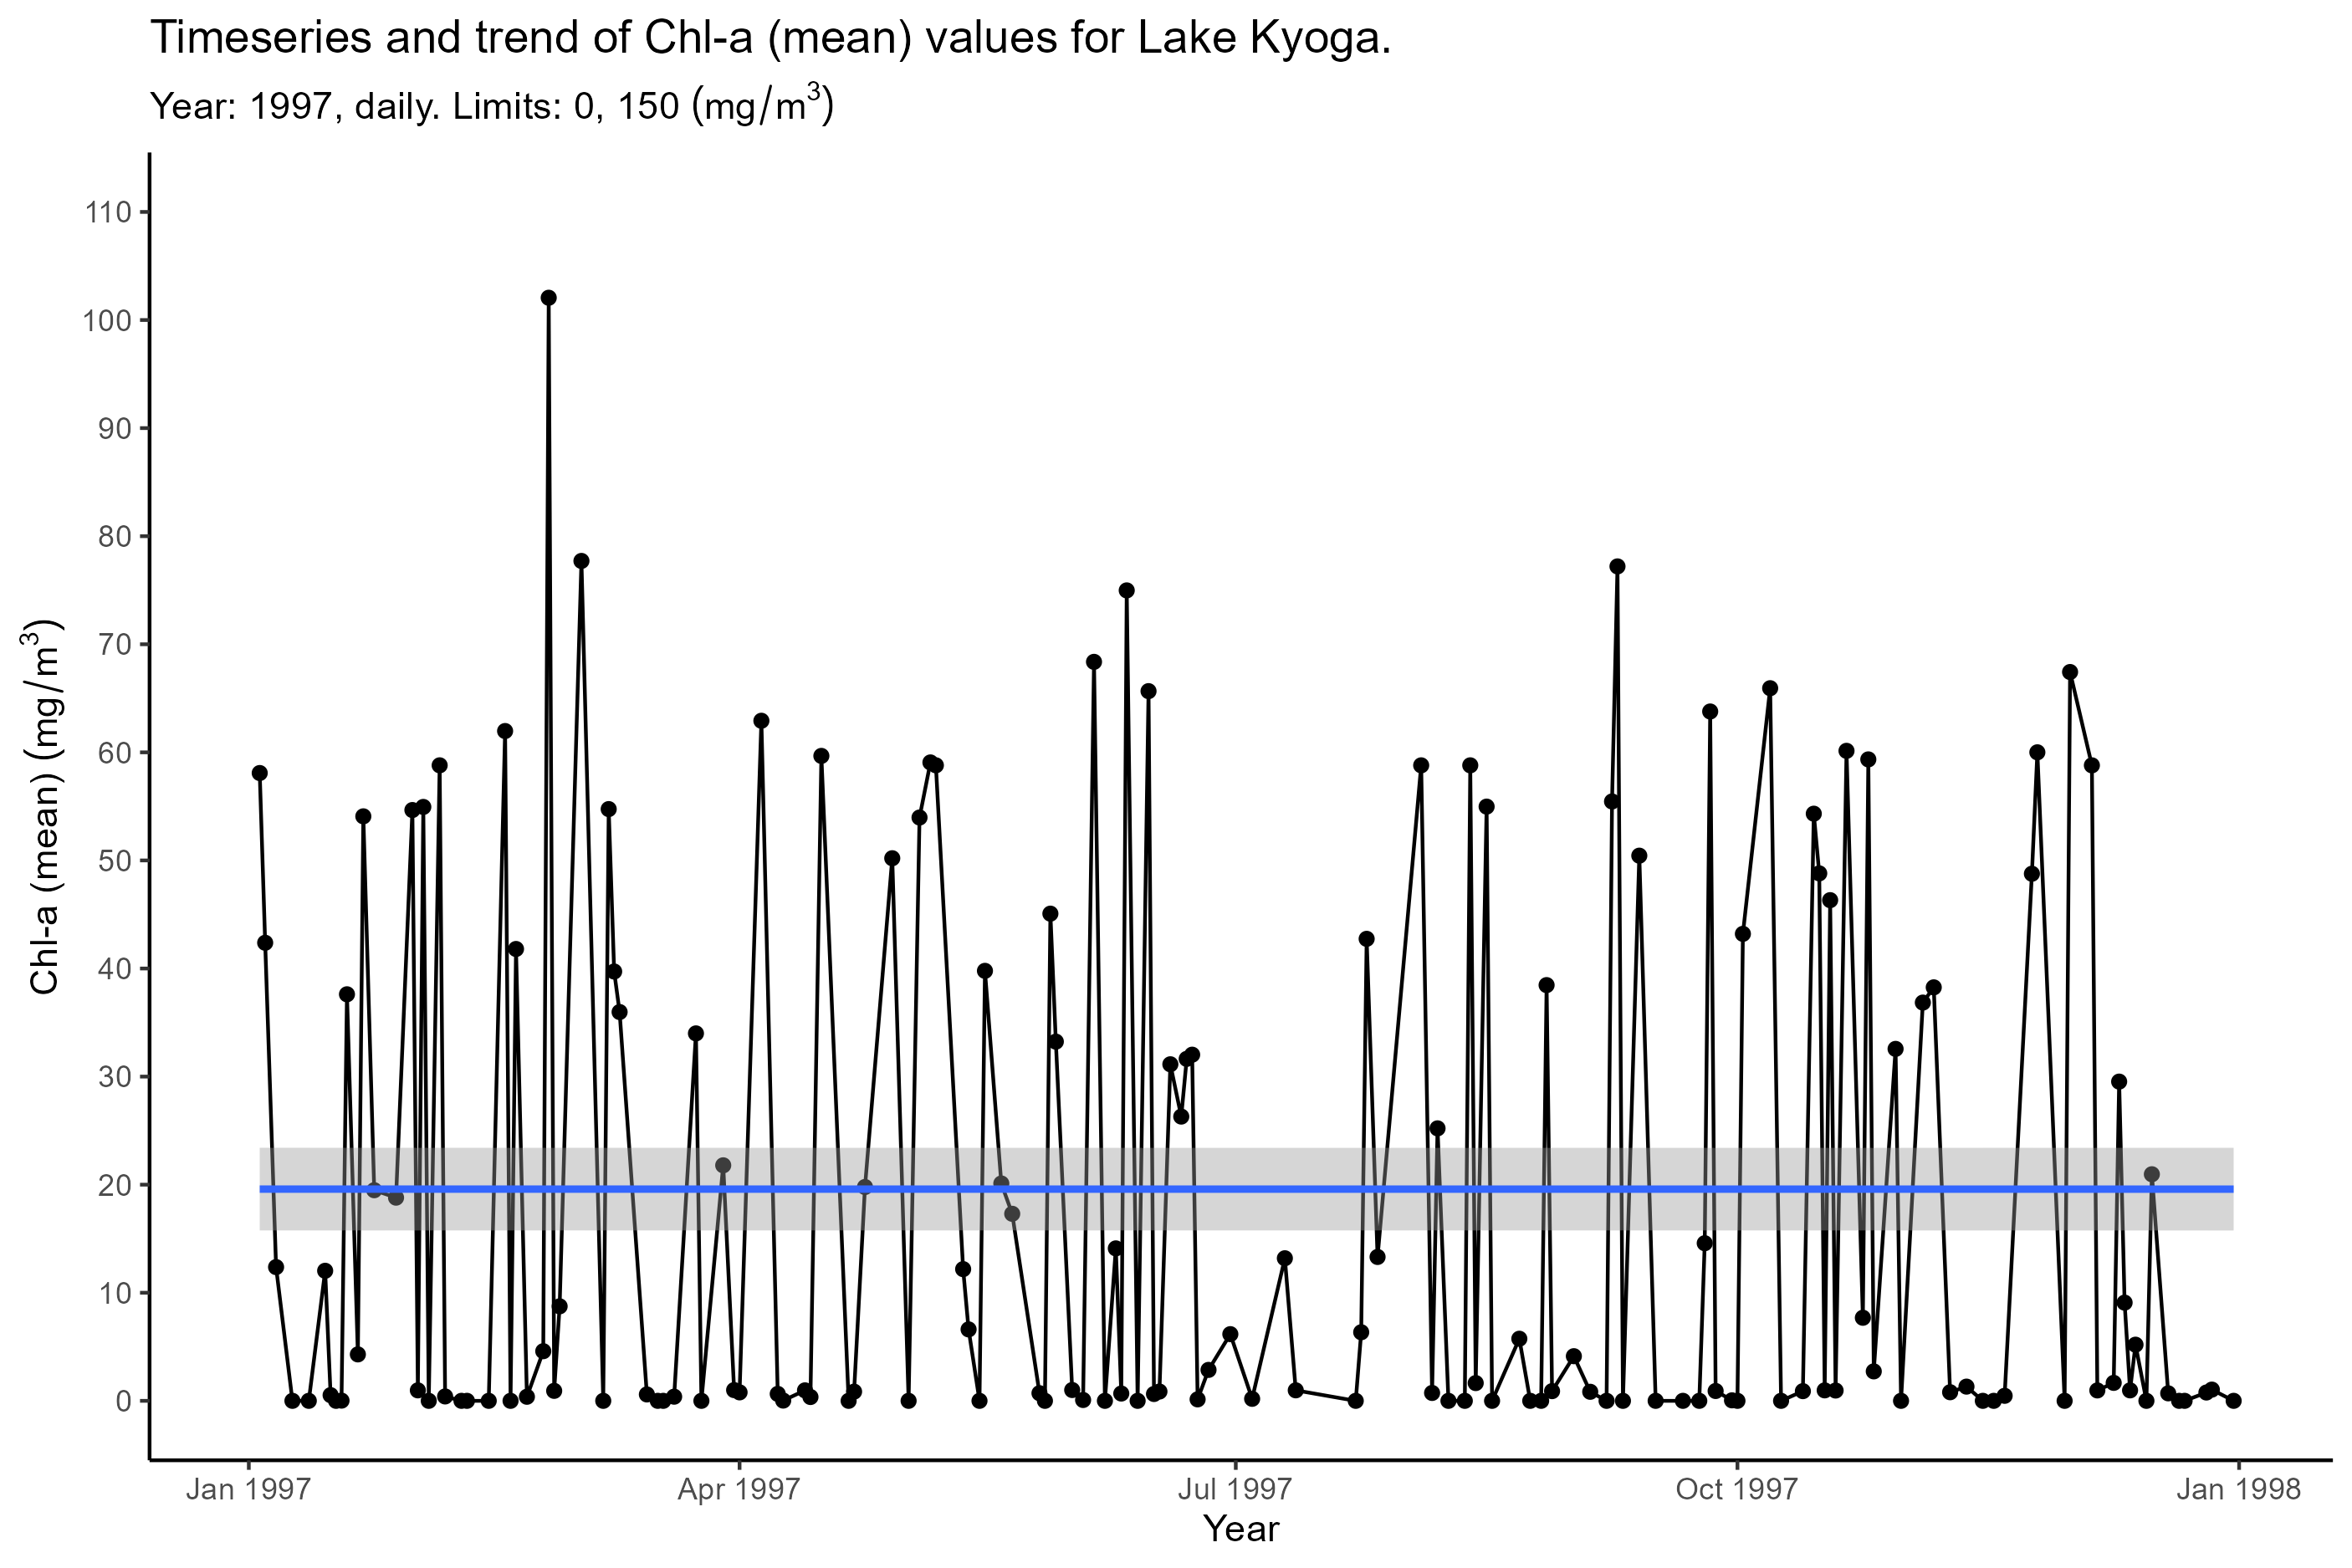 Timeseries and trend of Chl-a (mean) values for Lake Kyoga.
Year: 1997, daily. Limits: 0, 150 (mg/m³)
Chl-a (mean) (mg/m³)
110
100
90
80
70
60
50
40
30
20
10
0
Jan 1997
Apr 1997
Jul 1997
Oct 1997
Jan 1998
Year